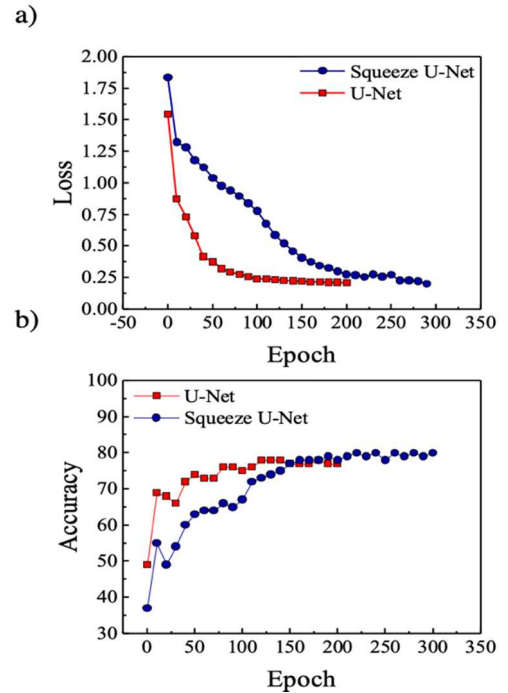 a)
2.00
1.75
1.50
1.25
1.00
0.75
0.50
0.25
0.00
Loss
Squeeze U-Net
U-Net
-50 0 50 100 150 200 250 300 350
Epoch
b)
100
90
80
70
60
50
40
30
Accuracy
U-Net
Squeeze U-Net
0 50 100 150 200 250 300 350
Epoch